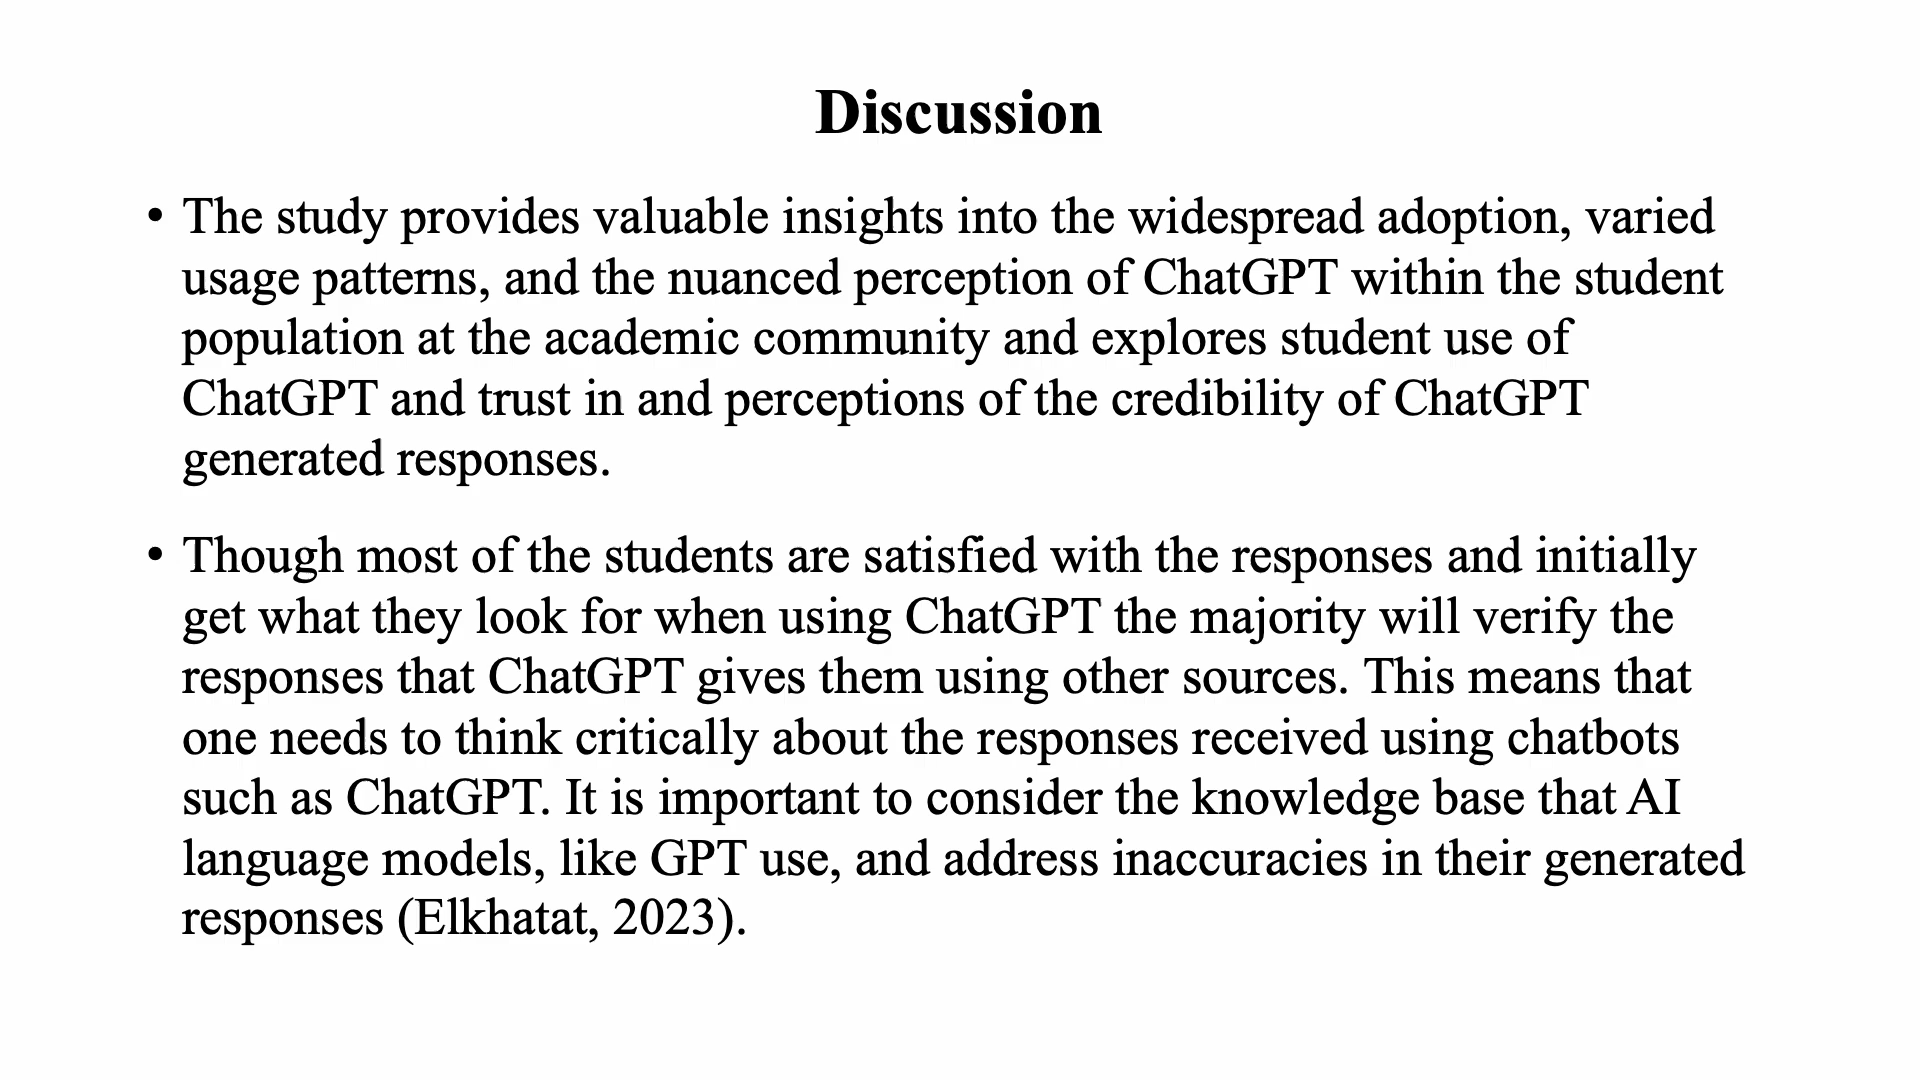 Discussion
• The study provides valuable insights into the widespread adoption, varied
usage patterns, and the nuanced perception of ChatGPT within the student
population at the academic community and explores student use of
ChatGPT and trust in and perceptions of the credibility of ChatGPT
generated responses.
• Though most of the students are satisfied with the responses and initially
get what they look for when using ChatGPT the majority will verify the
responses that ChatGPT gives them using other sources. This means that
one needs to think critically about the responses received using chatbots
such as ChatGPT. It is important to consider the knowledge base that AI
language models, like GPT use, and address inaccuracies in their generated
responses (Elkhatat, 2023).